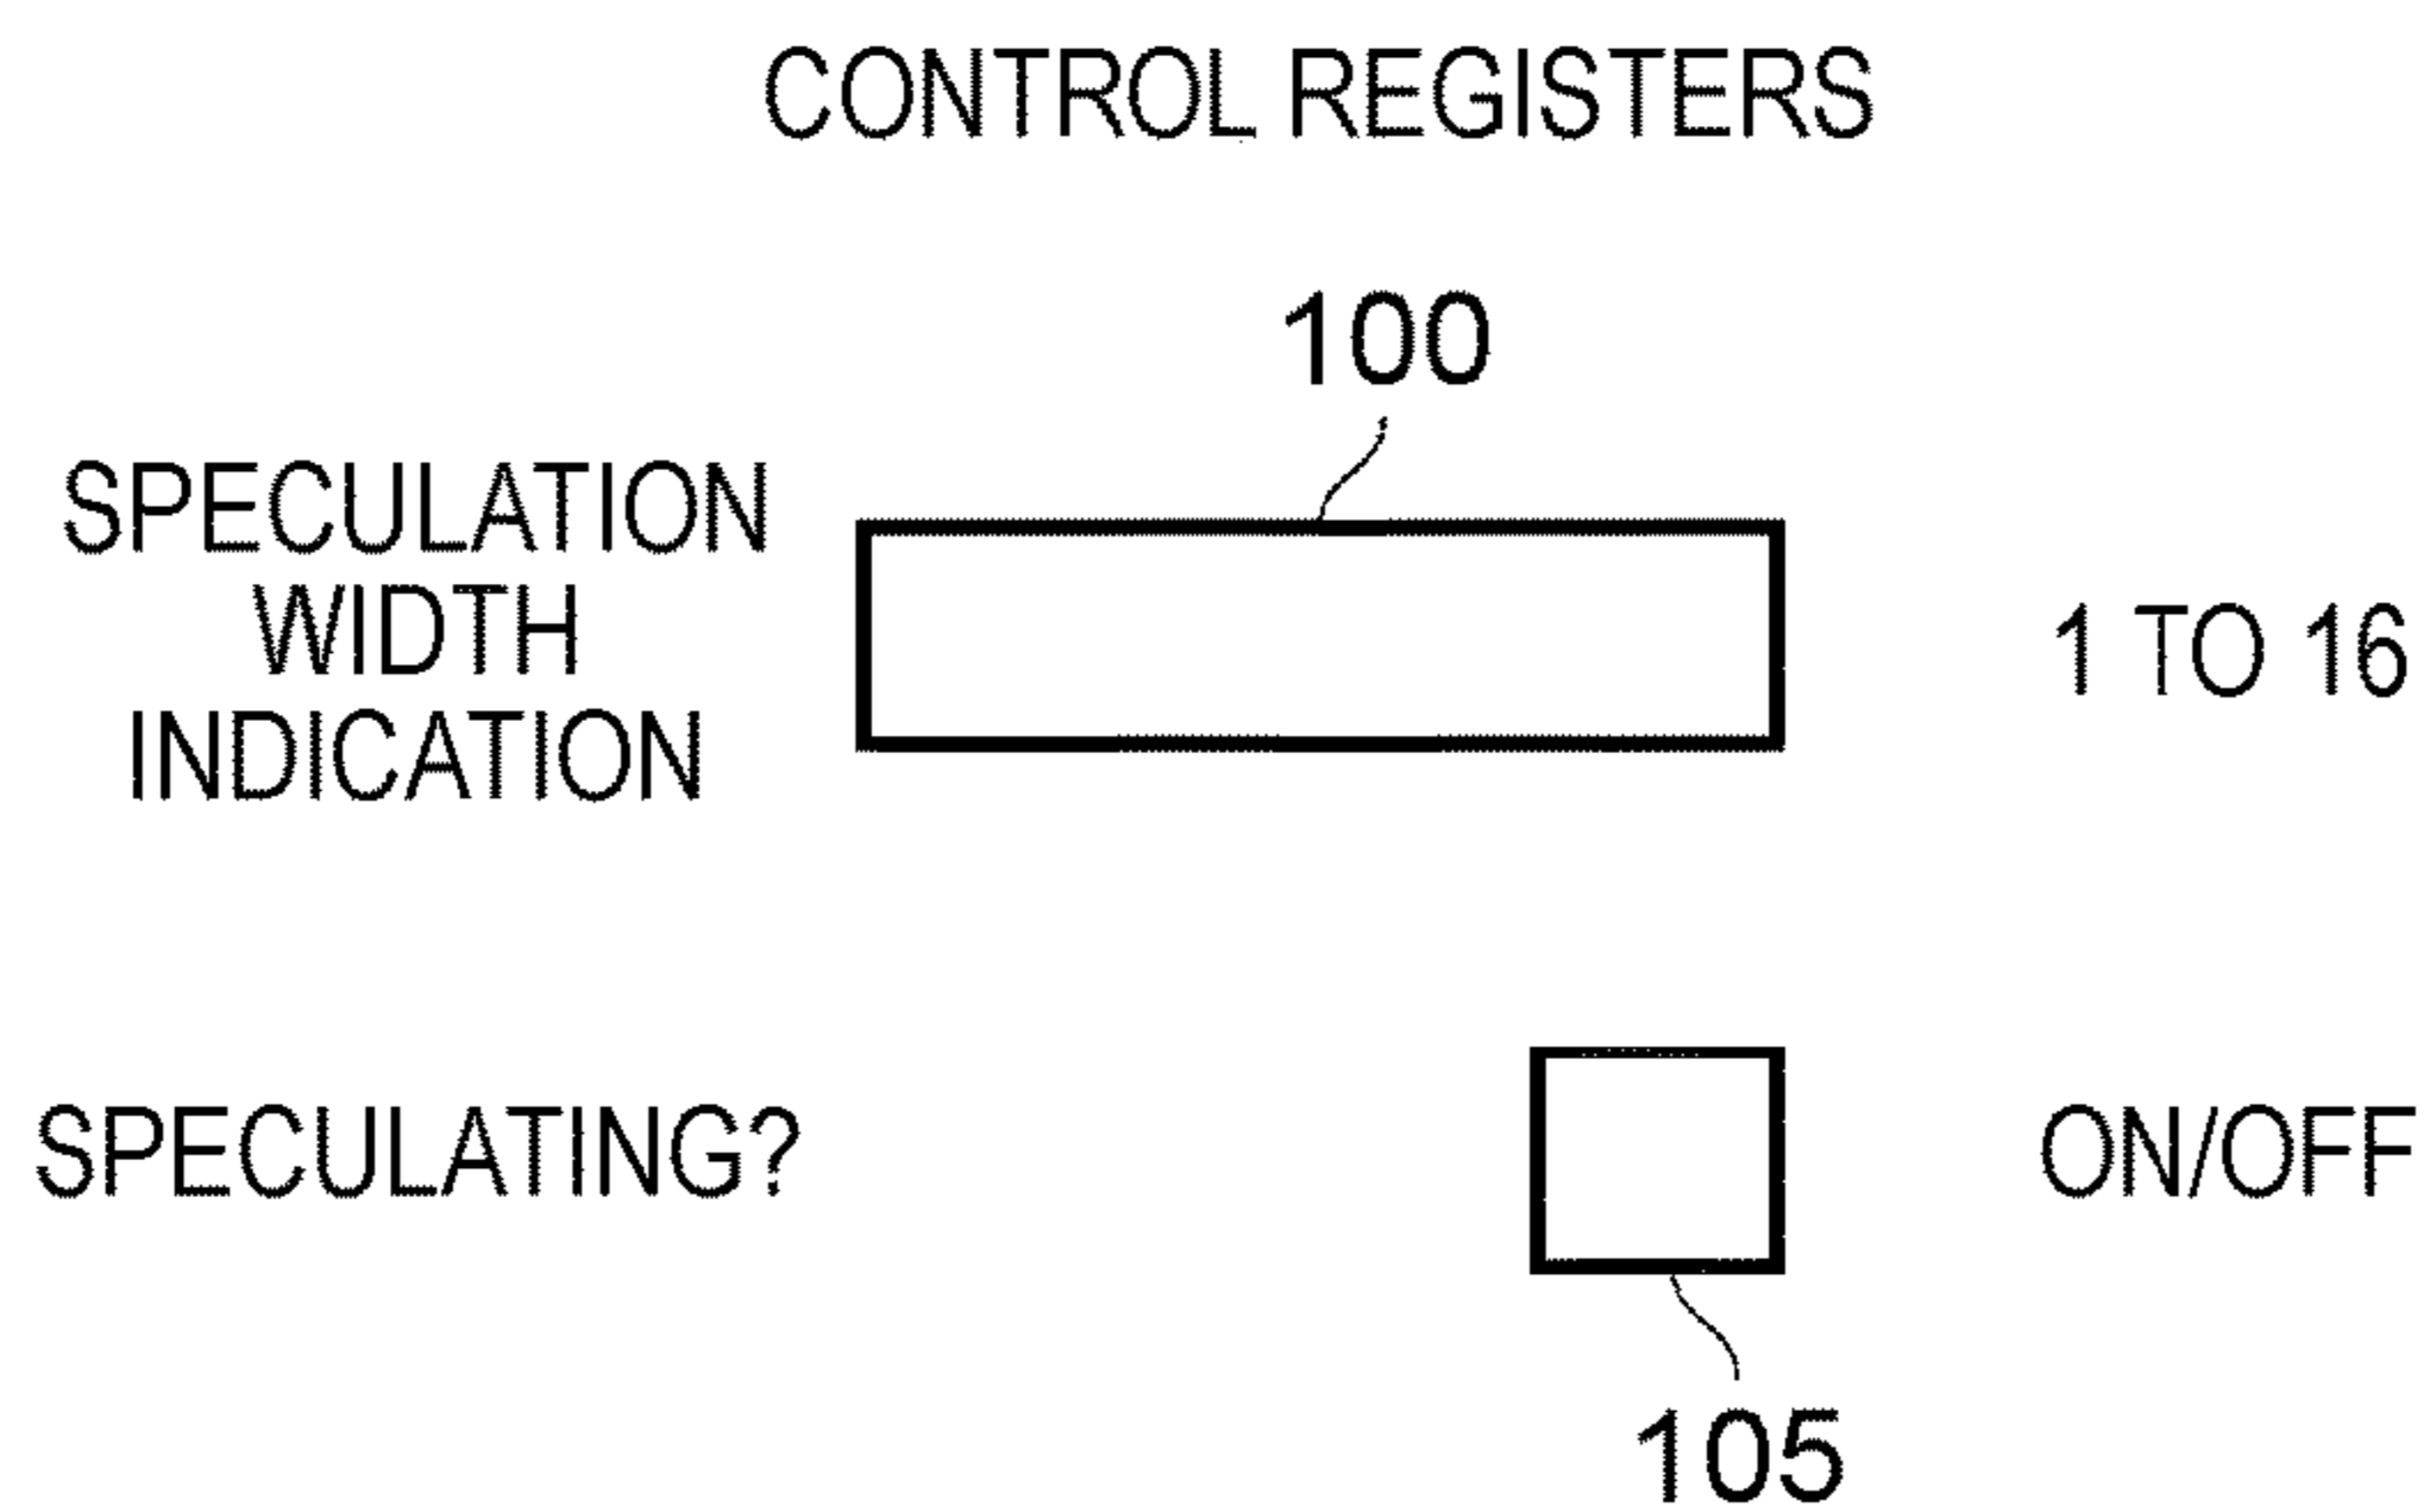 CONTROL REGISTERS
100
SPECULATION
WIDTH
INDICATION
1 TO 16
SPECULATING?
ON/OFF
105